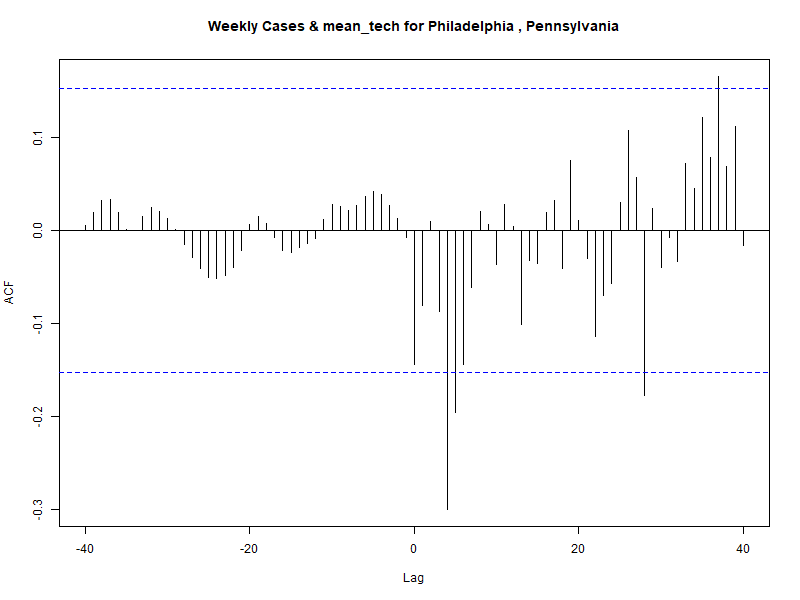 Weekly Cases & mean_tech for Philadelphia , Pennsylvania
ACF
0.1
0.0
-0.1
-0.2
-0.3
-40 -20 0 20 40
Lag